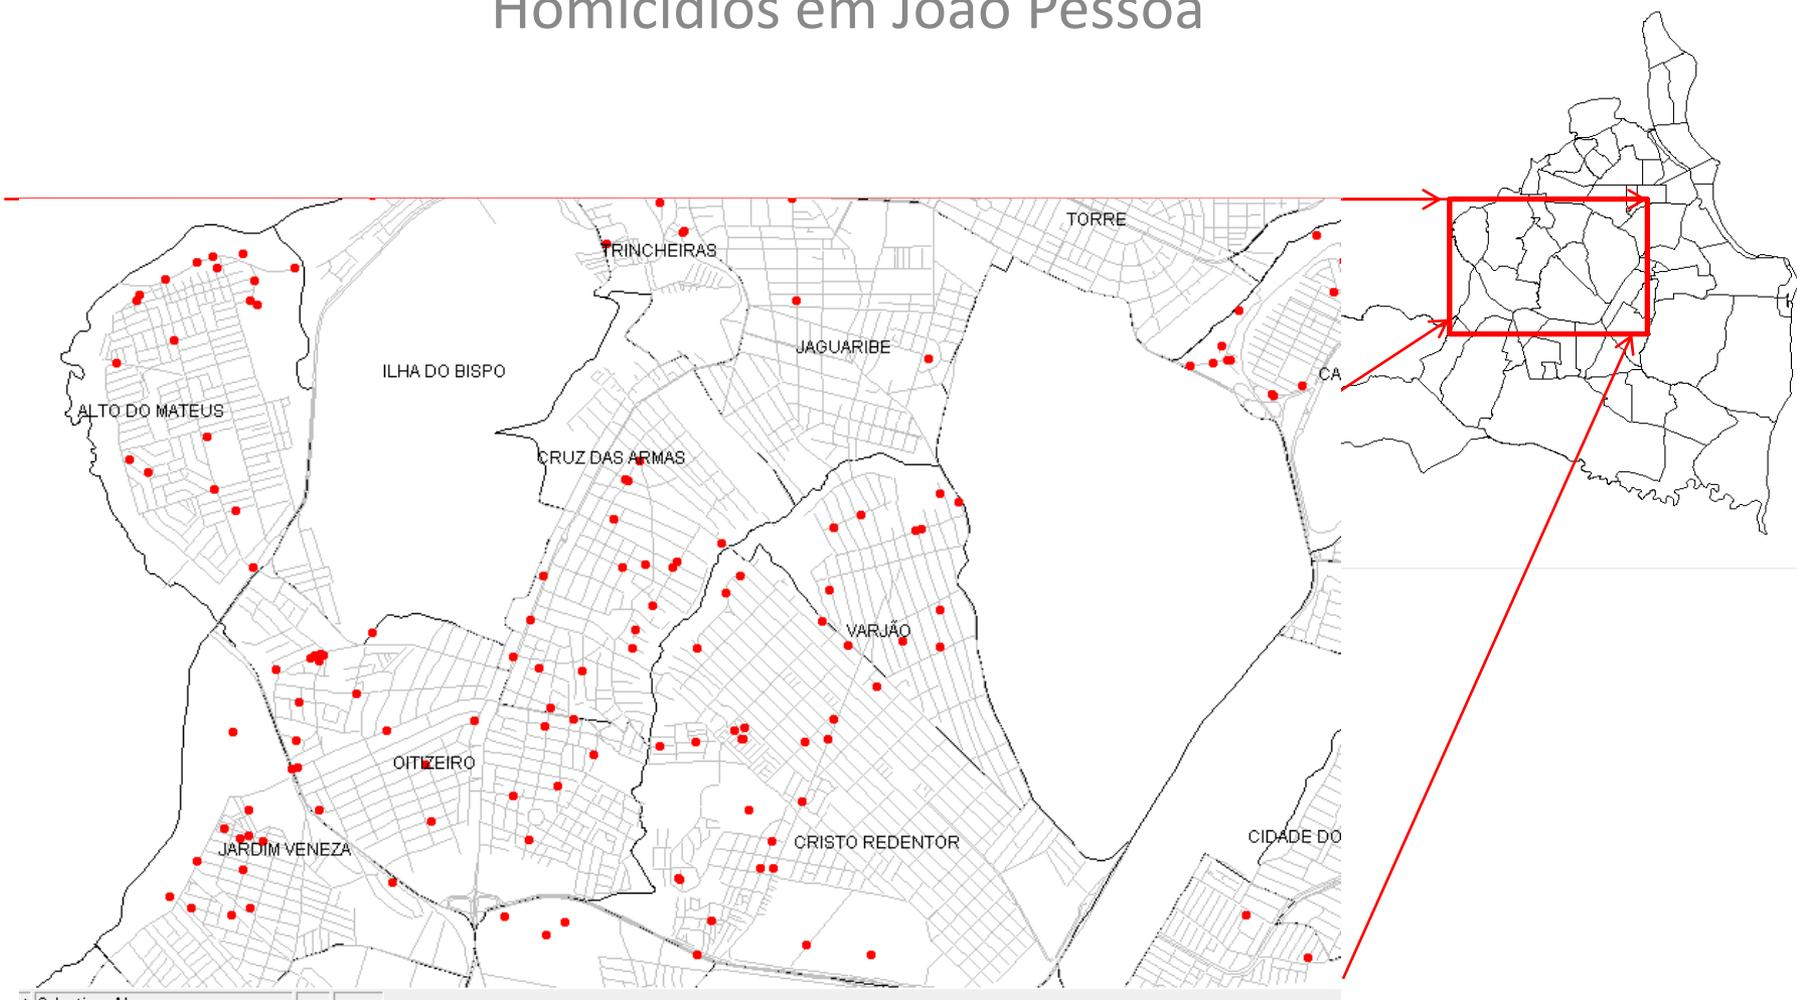 Homicídios em João Pessoa
TORRE
TRINCHEIRAS
JAGUARIBE
ILHA DO BISPO
CA
ALTO DO MATEUS
CRUZ DAS ARMAS
VARJÃO
OITIZEIRO
CIDADE DO
CRISTO REDENTOR
JARDIM VENEZA